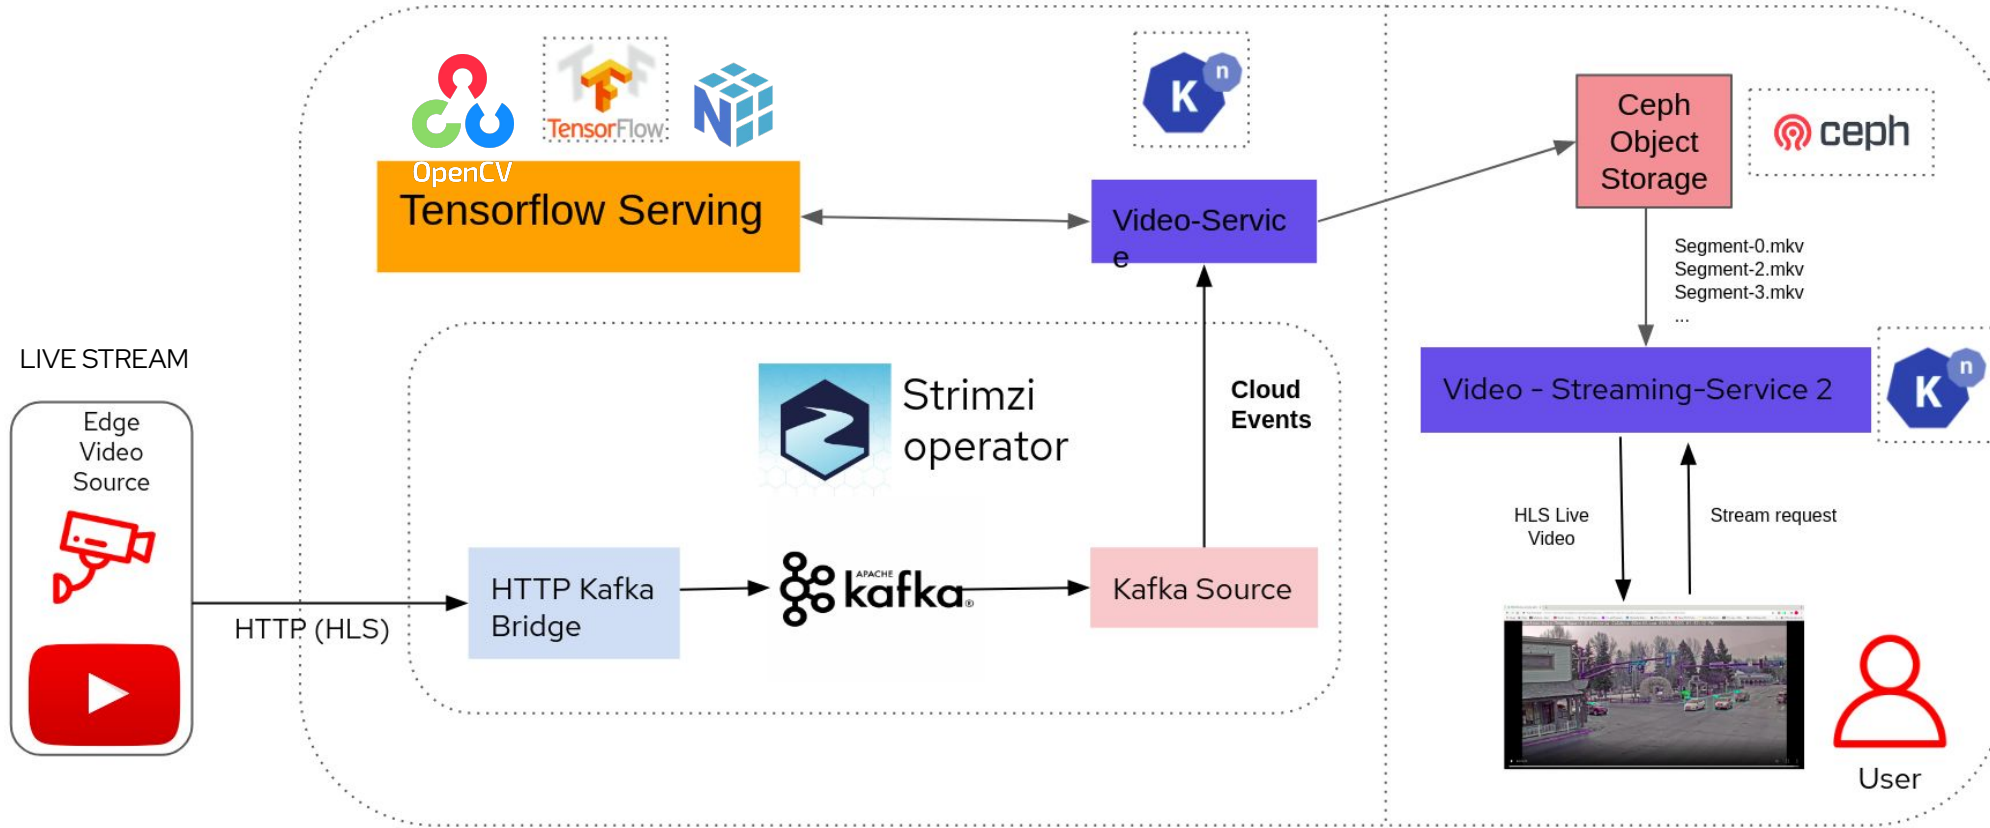 OpenCV
TensorFlow
N
Tensorflow Serving
K
n
Video-Servic
e
Ceph
Object
Storage
ceph
Segment-0.mkv
Segment-2.mkv
Segment-3.mkv
...
LIVE STREAM
Edge
Video
Source
HTTP (HLS)
Strimzi
operator
Cloud
Events
HTTP Kafka
Bridge
APACHE
kafka®
Kafka Source
Video - Streaming-Service 2
K
n
HLS Live
Video
Stream request
User